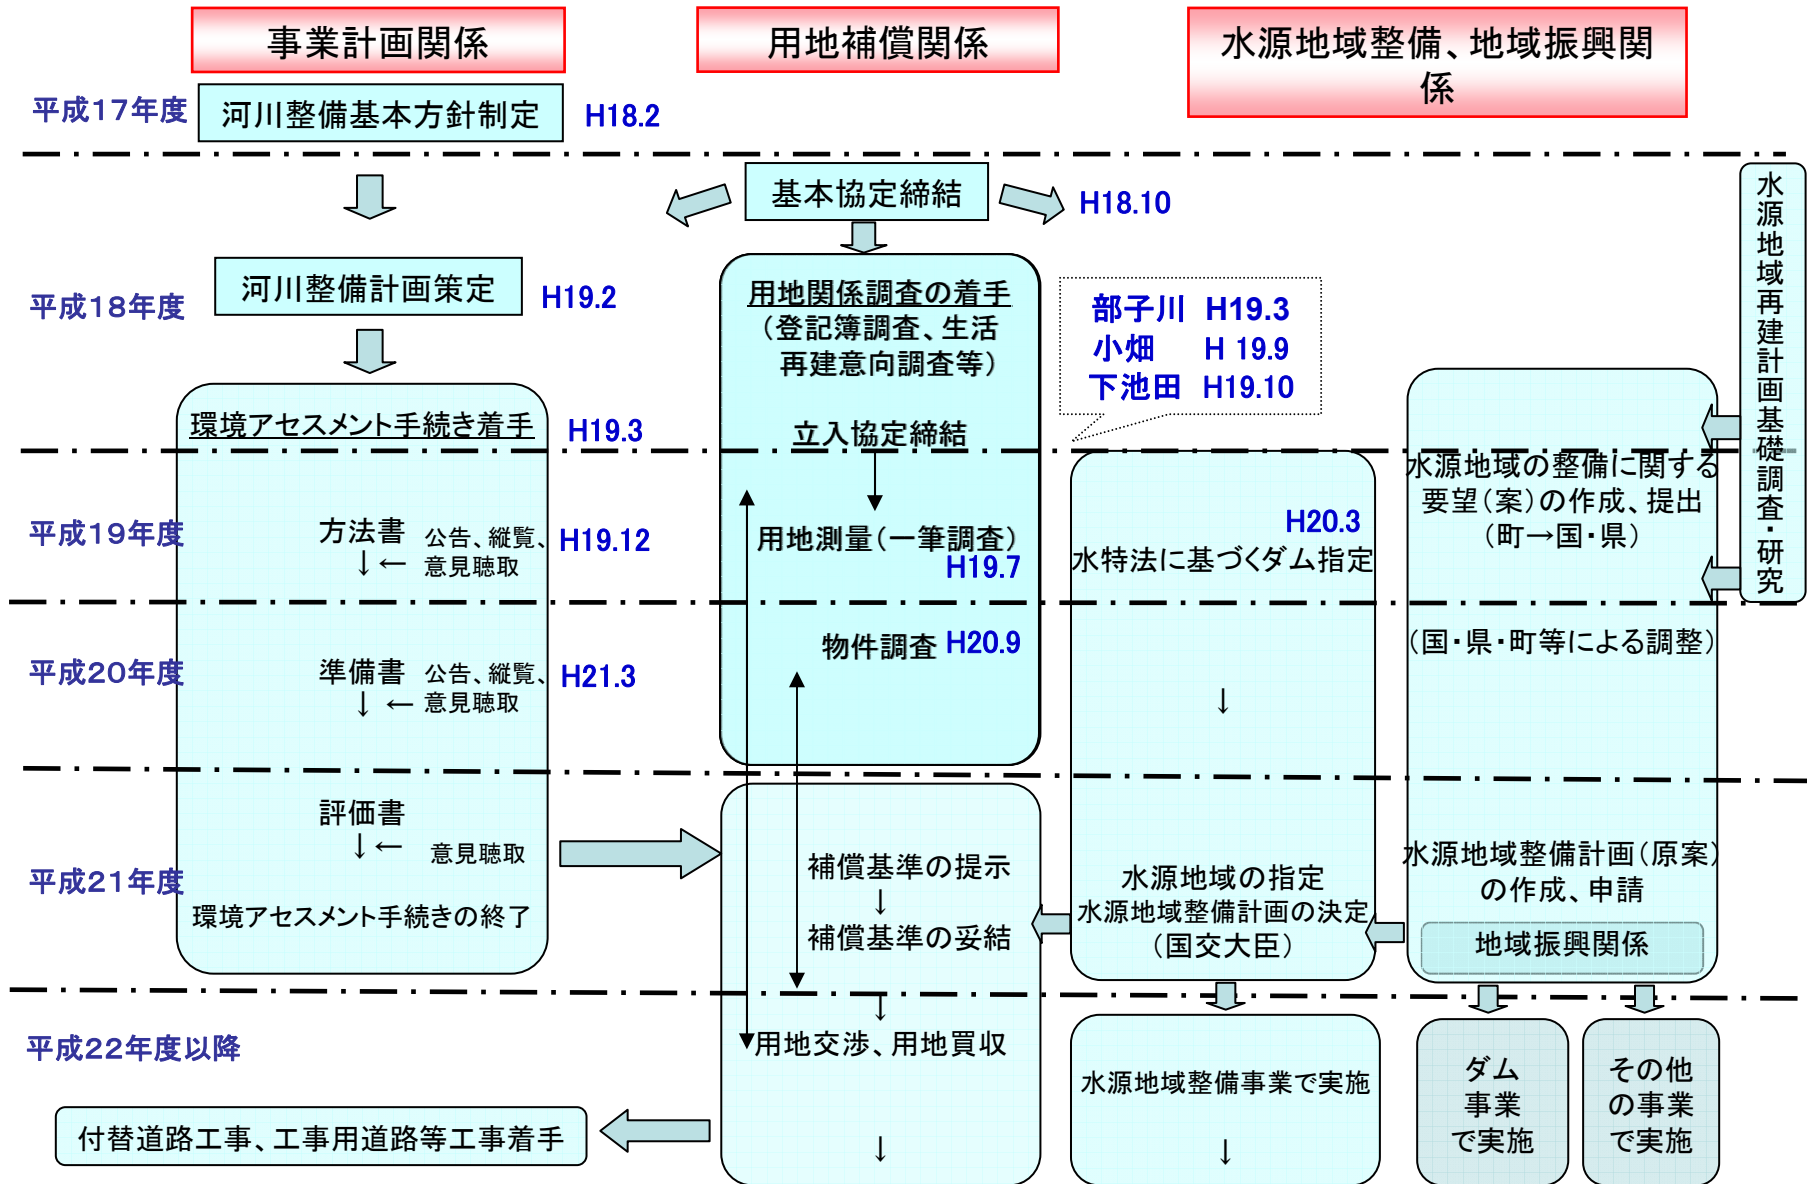 事業計画関係
用地補償関係
水源地域整備、地域振興関
係
平成17年度
河川整備基本方針制定
H18.2
基本協定締結
H18.10
平成18年度
河川整備計画策定
H19.2
用地関係調査の着手
(登記簿調査、生活
再建意向調査等)
立入協定締結
部子川 H19.3
小畑 H 19.9
下池田 H19.10
水源地域再建計画基礎調査・研究
環境アセスメント手続き着手
H19.3
平成19年度
方法書
公告、縦覧、
意見聴取
↓ ←
H19.12
用地測量(一筆調査)
H19.7
H20.3
水特法に基づくダム指定
水源地域の整備に関する
要望(案)の作成、提出
(町→国・県)
平成20年度
準備書
公告、縦覧、
意見聴取
↓ ←
H21.3
物件調査
H20.9
↓
(国・県・町等による調整)
平成21年度
評価書
↓ ←
意見聴取
環境アセスメント手続きの終了
補償基準の提示
↓
補償基準の妥結
↓
水源地域の指定
水源地域整備計画の決定
(国交大臣)
水源地域整備計画(原案)
の作成、申請
地域振興関係
平成22年度以降
用地交渉、用地買収
↓
付替道路工事、工事用道路等工事着手
水源地域整備事業で実施
↓
ダム
事業
で実施
その他
の事業
で実施